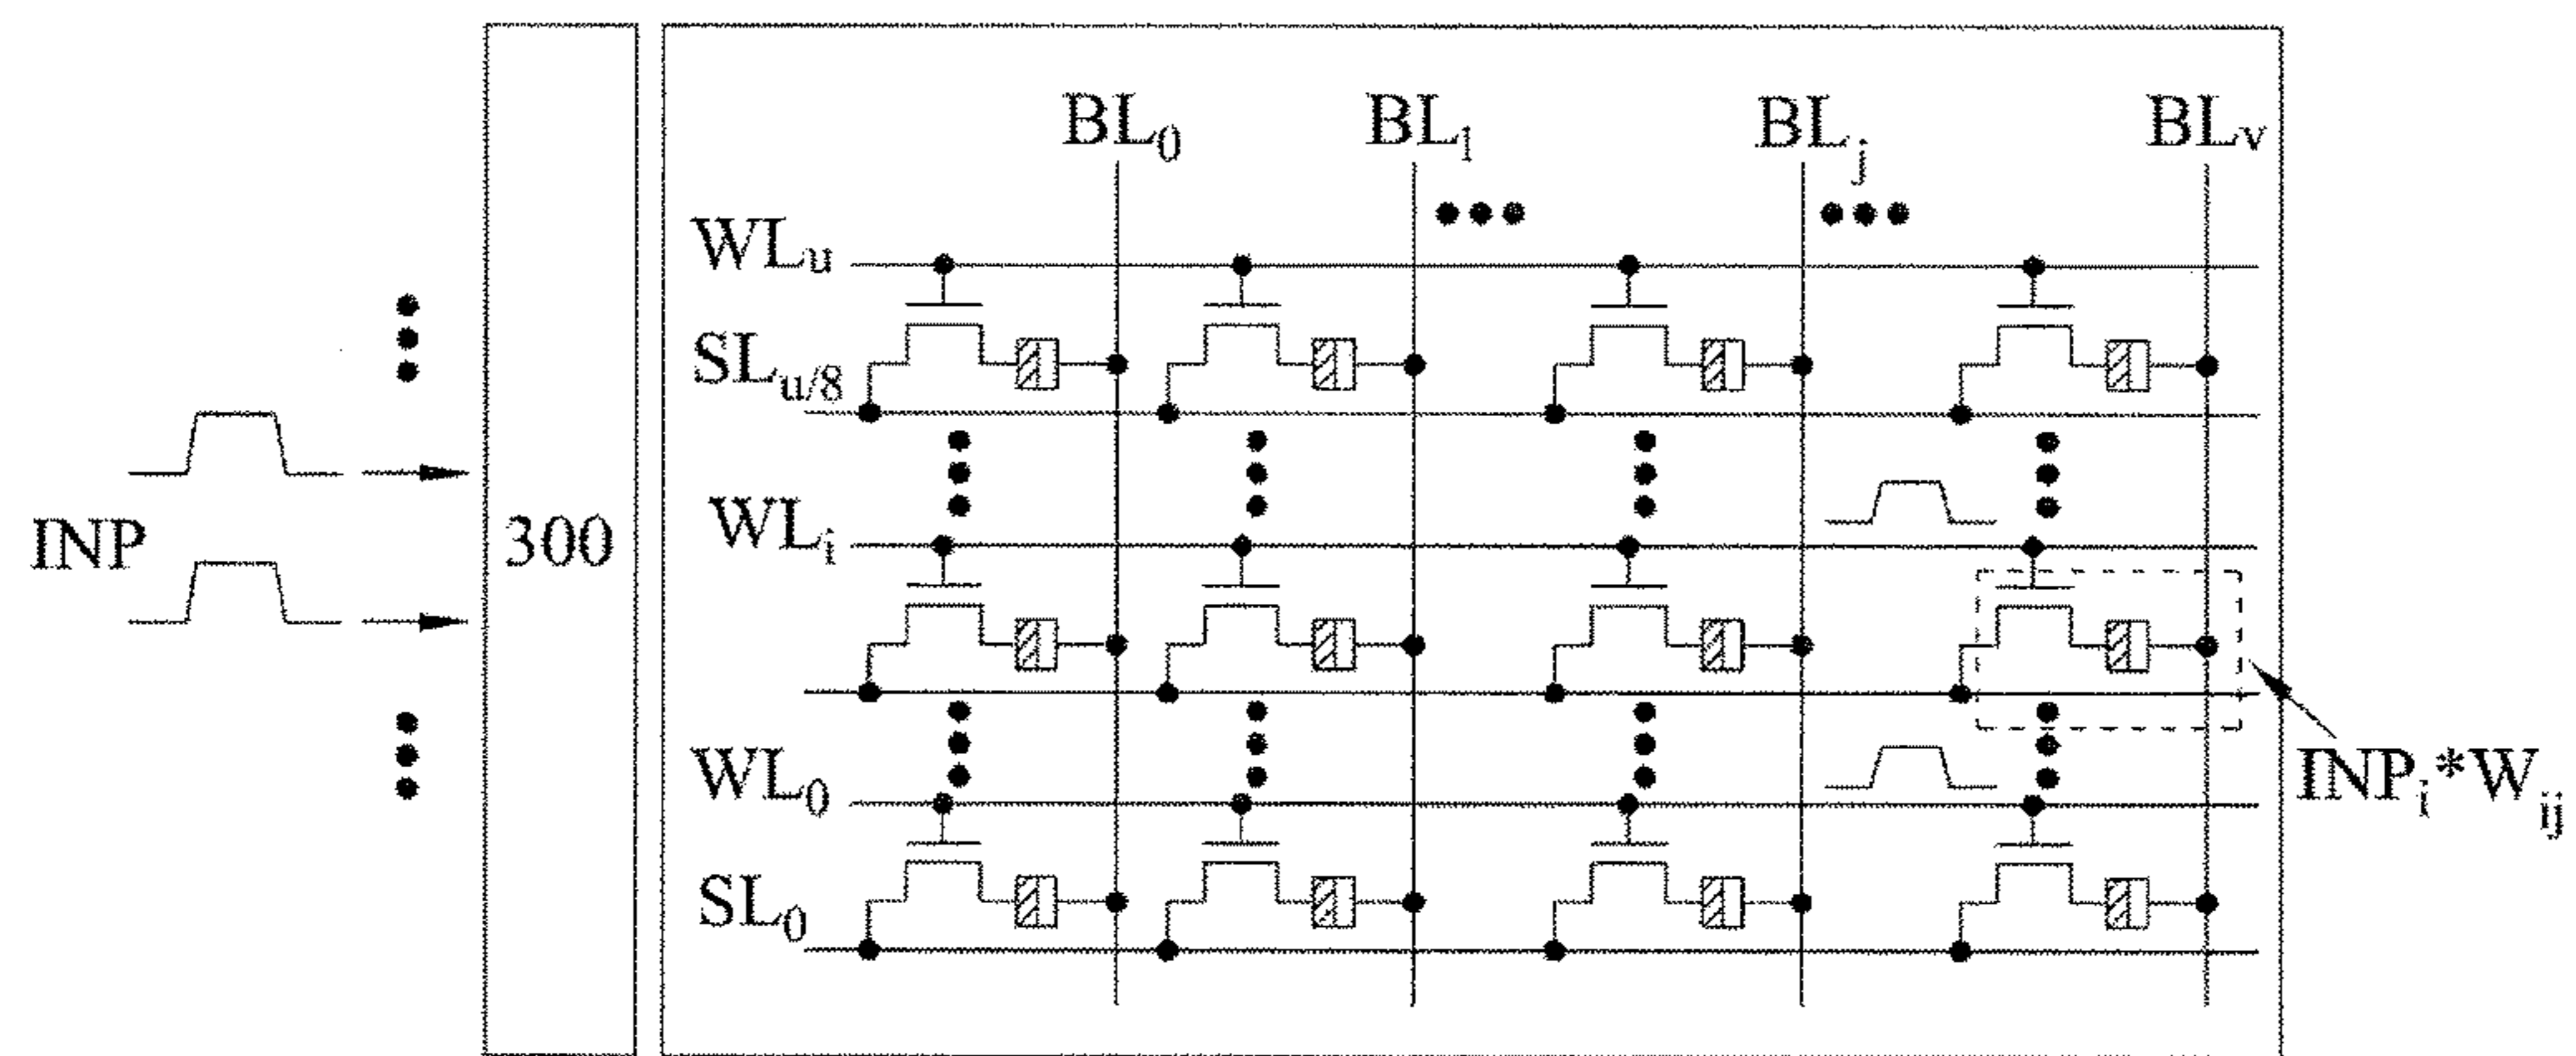 BL0 BL1 BLj BLv
WLu
SLu/8
WLi
INP 300
WL0
INPi*Wij
SL0